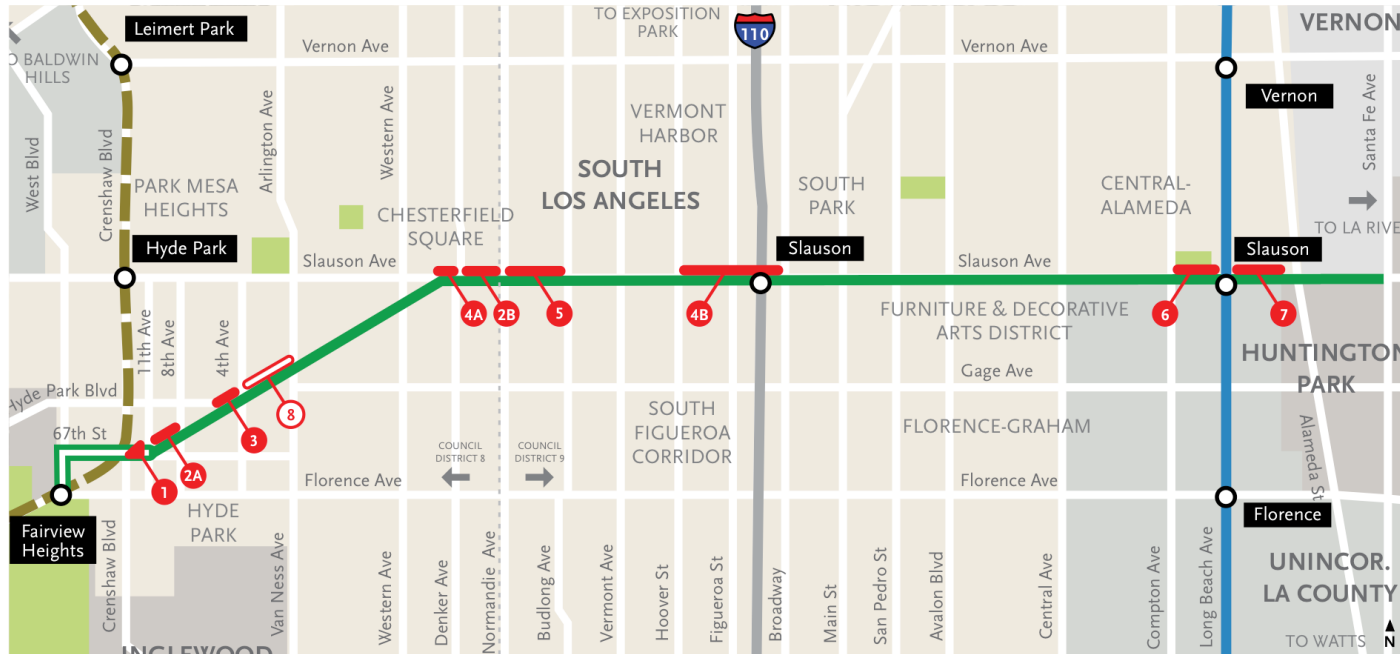 Leimert Park
TO EXPOSITION
PARK
110
VERNON
Vernon Ave
Vernon Ave
O BALDWIN
HILLS
Vernon
VERMONT
HARBOR
Arlington Ave
Western Ave
Santa Fe Ave
West Blvd
Crenshaw Blvd
PARK MESA
HEIGHTS
SOUTH
LOS ANGELES
SOUTH
PARK
CENTRAL-
ALAMEDA
CHESTERFIELD
SQUARE
TO LA RIVE
Hyde Park
Slauson Ave
Slauson
Slauson Ave
Slauson
4A
2B
5
4B
6
7
FURNITURE & DECORATIVE
ARTS DISTRICT
11th Ave
8th Ave
4th Ave
HUNTINGTON
PARK
Gage Ave
Hyde Park Blvd
8
SOUTH
FIGUEROA
CORRIDOR
FLORENCE-GRAHAM
Alameda St
67th St
3
COUNCIL
DISTRICT 8
COUNCIL
DISTRICT 9
2A
1
Florence Ave
Florence Ave
HYDE
PARK
Florence
Fairview
Heights
Crenshaw Blvd
Van Ness Ave
Western Ave
Denker Ave
Normandie Ave
Budlong Ave
Vermont Ave
Hoover St
Figueroa St
Broadway
Main St
San Pedro St
Avalon Blvd
Central Ave
Compton Ave
Long Beach Ave
UNINCOR.
LA COUNTY
TO WATTS
N
INGLEWOOD